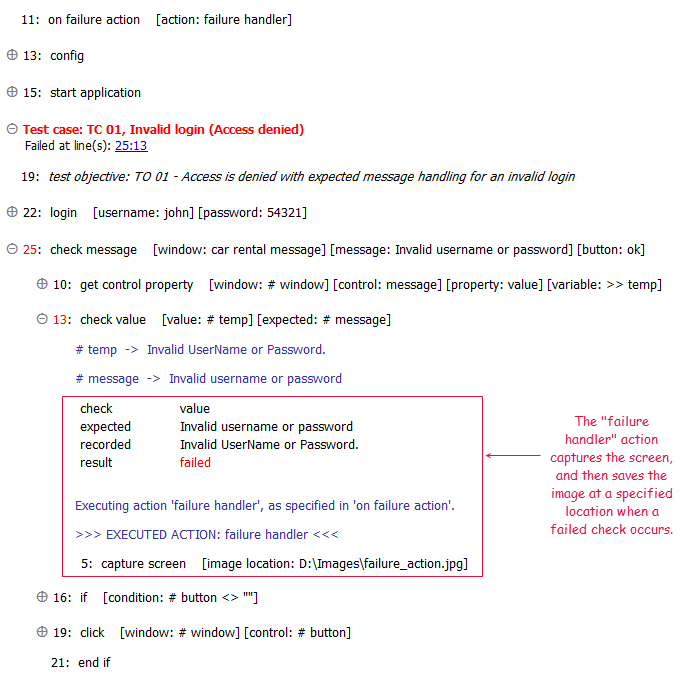 11: on failure action [action: failure handler]
13: config
15: start application
Test case: TC 01, Invalid login (Access denied)
Failed at line(s): 25:13
19: test objective: TO 01 - Access is denied with expected message handling for an invalid login
22: login [username: john] [password: 54321]
25: check message [window: car rental message] [message: Invalid username or password] [button: ok]
10: get control property [window: # window] [control: message] [property: value] [variable: >> temp]
13: check value [value: # temp] [expected: # message]
# temp -> Invalid UserName or Password.
# message -> Invalid username or password
check value
expected Invalid username or password
recorded Invalid UserName or Password.
result failed
Executing action 'failure handler', as specified in 'on failure action'.
>>> EXECUTED ACTION: failure handler <<<
5: capture screen [image location: D:\Images\failure_action.jpg]
The "failure
handler" action
captures the screen,
and then saves the
image at a specified
location when a
failed check occurs.
16: if [condition: # button <> ""]
19: click [window: # window] [control: # button]
21: end if